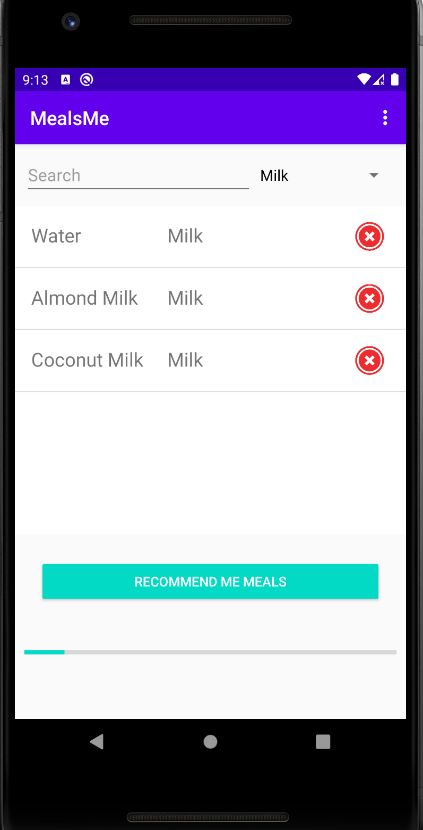 9:13
MealsMe
Search Milk
Water Milk
Almond Milk Milk
Coconut Milk Milk
RECOMMEND ME MEALS